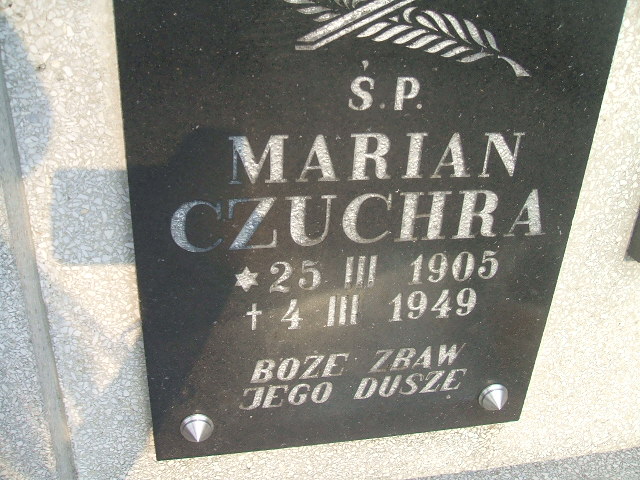 Ś.P.
MARIAN
CZUCHRA
* 25 III 1905
† 4 III 1949
BOŻE ZBAW
JEGO DUSZĘ